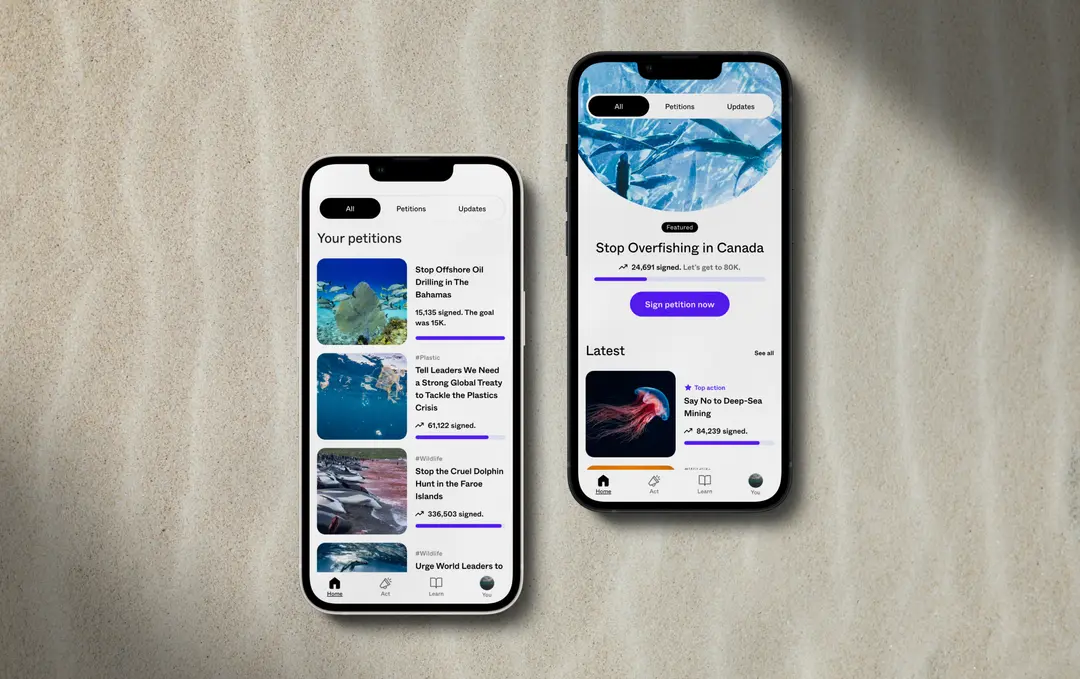 All
Petitions
Updates
Your petitions
Stop Offshore Oil
Drilling in The
Bahamas
15,135 signed. The goal
was 15K.
#Plastic
Tell Leaders We Need
a Strong Global Treaty
to Tackle the Plastics
Crisis
61,122 signed.
#Wildlife
Stop the Cruel Dolphin
Hunt in the Faroe
Islands
336,503 signed.
#Wildlife
Urge World Leaders to
Home
Act
Learn
You
All
Petitions
Updates
Featured
Stop Overfishing in Canada
24,691 signed. Let's get to 80K.
Sign petition now
Latest
See all
Top action
Say No to Deep-Sea
Mining
84,239 signed.
Home
Act
Learn
You